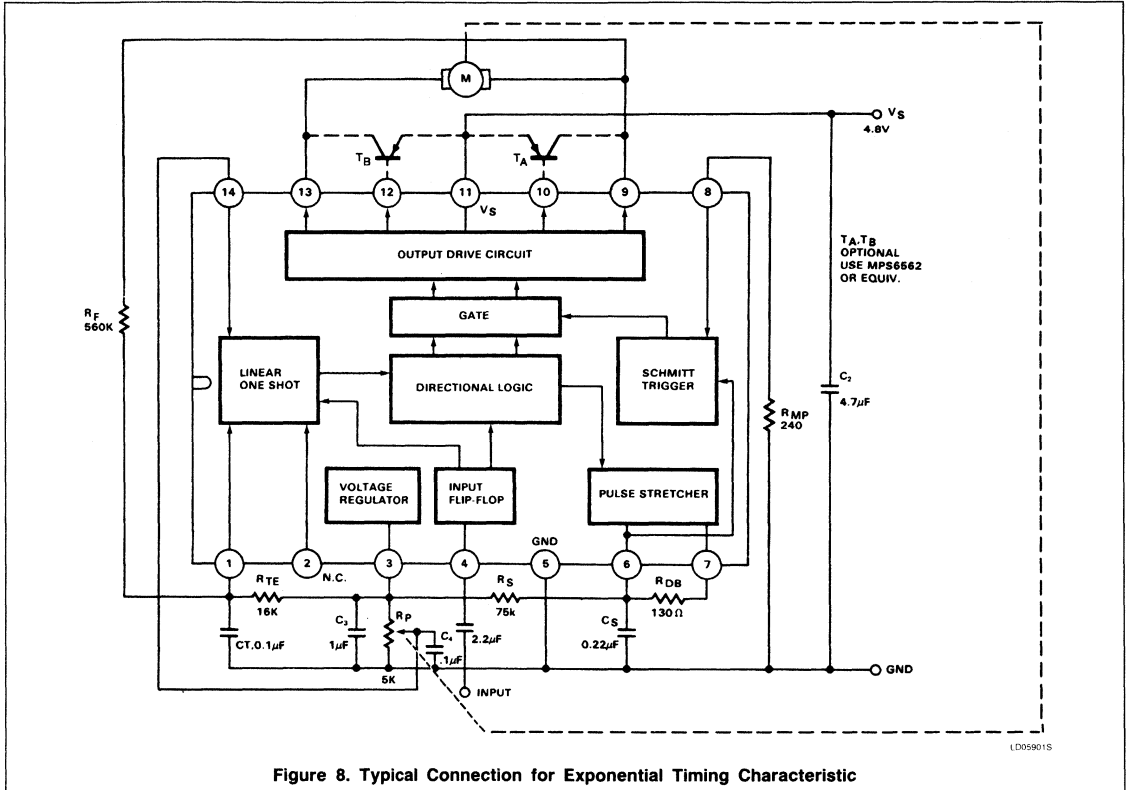 M
VS
4.8V
TB
TA
14
13
12
11
10
9
8
VS
OUTPUT DRIVE CIRCUIT
TA,TB
OPTIONAL
USE MPS6562
OR EQUIV.
RF
560K
GATE
LINEAR
ONE SHOT
DIRECTIONAL LOGIC
SCHMITT
TRIGGER
C2
4.7μF
RMP
240
VOLTAGE
REGULATOR
INPUT
FLIP-FLOP
PULSE STRETCHER
GND
1
2
3
4
5
6
7
N.C.
RTE
16K
RS
75k
RDB
130Ω
C3
1μF
RP
C4
.1μF
2.2μF
CS
0.22μF
CT,0.1μF
5K
GND
INPUT
LD05901S
Figure 8. Typical Connection for Exponential Timing Characteristic